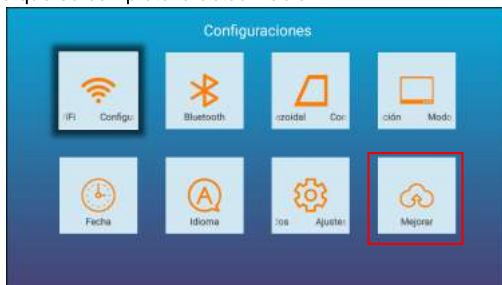 Configuraciones
Configu
Bluetooth
Cor
ción Modo
Fecha
Idioma
Ajuste
Mejorar